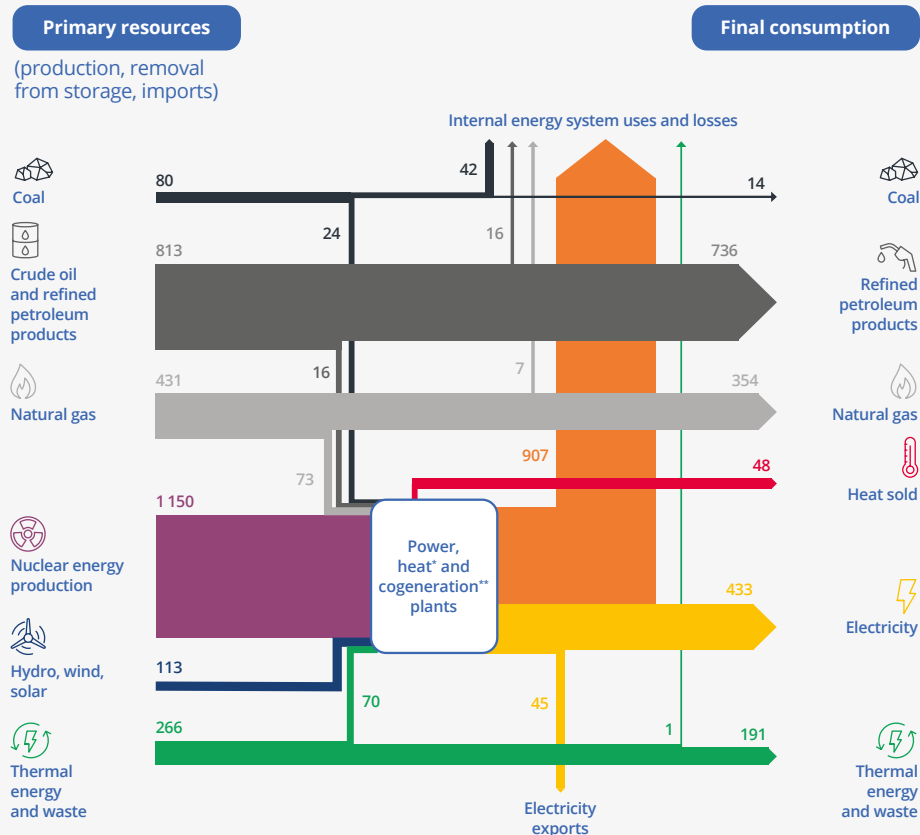 Primary resources
Final consumption
(production, removal
from storage, imports)
Internal energy system uses and losses
Coal
80
42
14
Coal
24
16
813
736
Crude oil
and refined
petroleum
products
Refined
petroleum
products
16
7
431
354
Natural gas
Natural gas
73
907
48
Heat sold
1 150
Nuclear energy
production
Power,
heat* and
cogeneration**
plants
433
Electricity
Hydro, wind,
solar
113
70
45
1
266
191
Thermal
energy
and waste
Thermal
energy
and waste
Electricity
exports